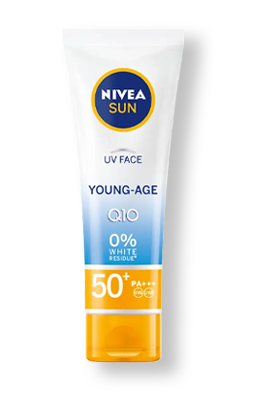 NIVEA
SUN
UV FACE
YOUNG-AGE
Q10
0%
WHITE
RESIDUE*
50+ PA+++